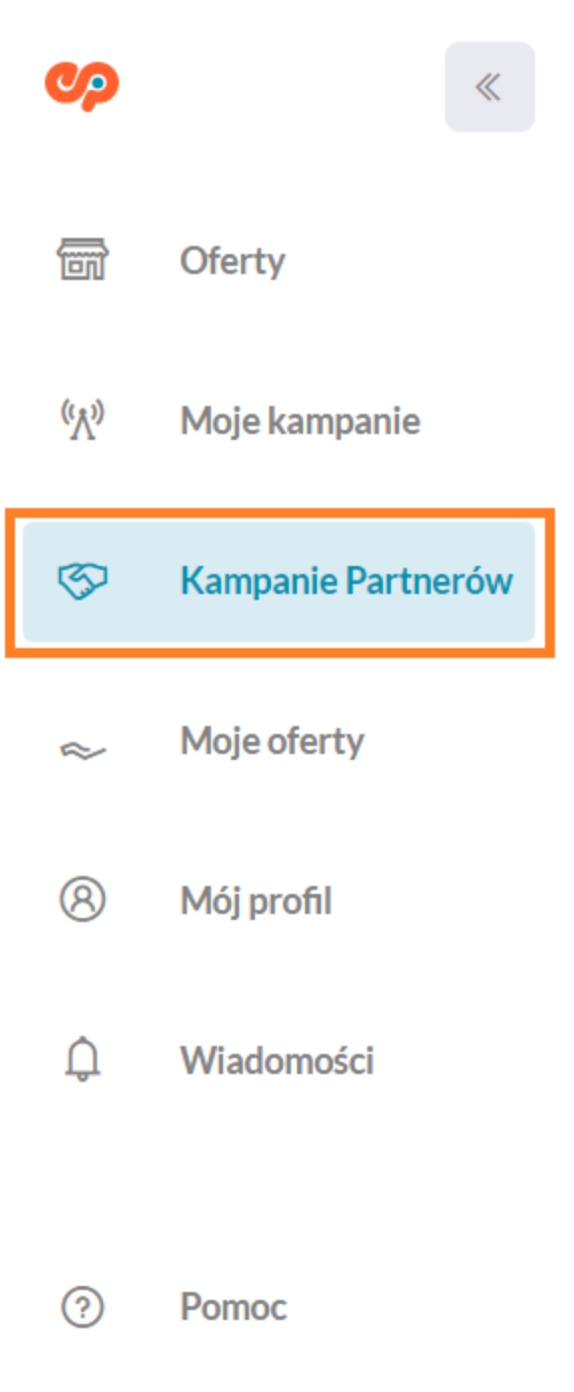 Oferty
Moje kampanie
Kampanie Partnerów
Moje oferty
Mój profil
Wiadomości
Pomoc